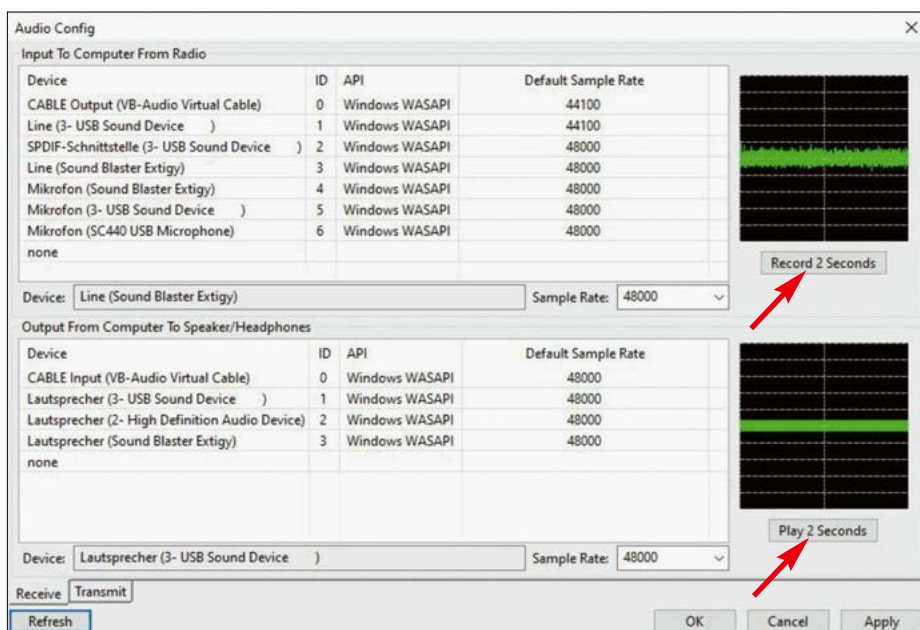 Audio Config
Input To Computer From Radio
Device ID API Default Sample Rate
CABLE Output (VB-Audio Virtual Cable) 0 Windows WASAPI 44100
Line (3- USB Sound Device ) 1 Windows WASAPI 44100
SPDIF-Schnittstelle (3- USB Sound Device ) 2 Windows WASAPI 48000
Line (Sound Blaster Extigy) 3 Windows WASAPI 48000
Mikrofon (Sound Blaster Extigy) 4 Windows WASAPI 48000
Mikrofon (3- USB Sound Device ) 5 Windows WASAPI 48000
Mikrofon (SC440 USB Microphone) 6 Windows WASAPI 48000
none
Record 2 Seconds
Device: Line (Sound Blaster Extigy) Sample Rate: 48000
Output From Computer To Speaker/Headphones
Device ID API Default Sample Rate
CABLE Input (VB-Audio Virtual Cable) 0 Windows WASAPI 48000
Lautsprecher (3- USB Sound Device ) 1 Windows WASAPI 48000
Lautsprecher (2- High Definition Audio Device) 2 Windows WASAPI 48000
Lautsprecher (Sound Blaster Extigy) 3 Windows WASAPI 48000
none
Play 2 Seconds
Device: Lautsprecher (3- USB Sound Device ) Sample Rate: 48000
Receive Transmit
Refresh OK Cancel Apply